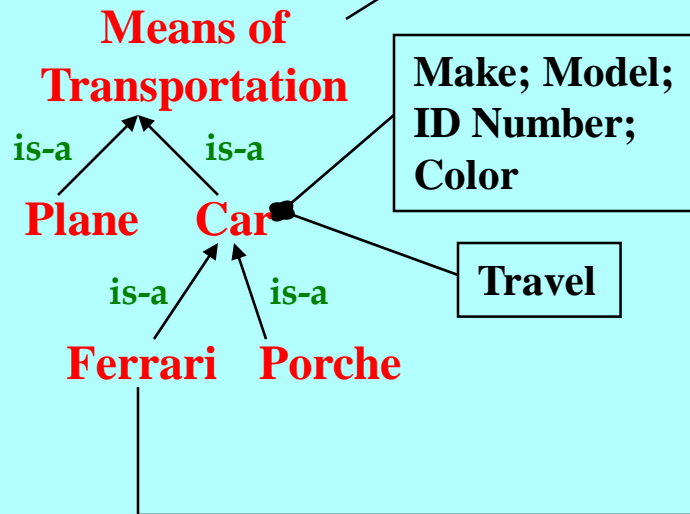 Means of
Transportation
Make; Model;
ID Number;
Color
is-a
is-a
Plane
Car
Travel
is-a
is-a
Ferrari
Porche